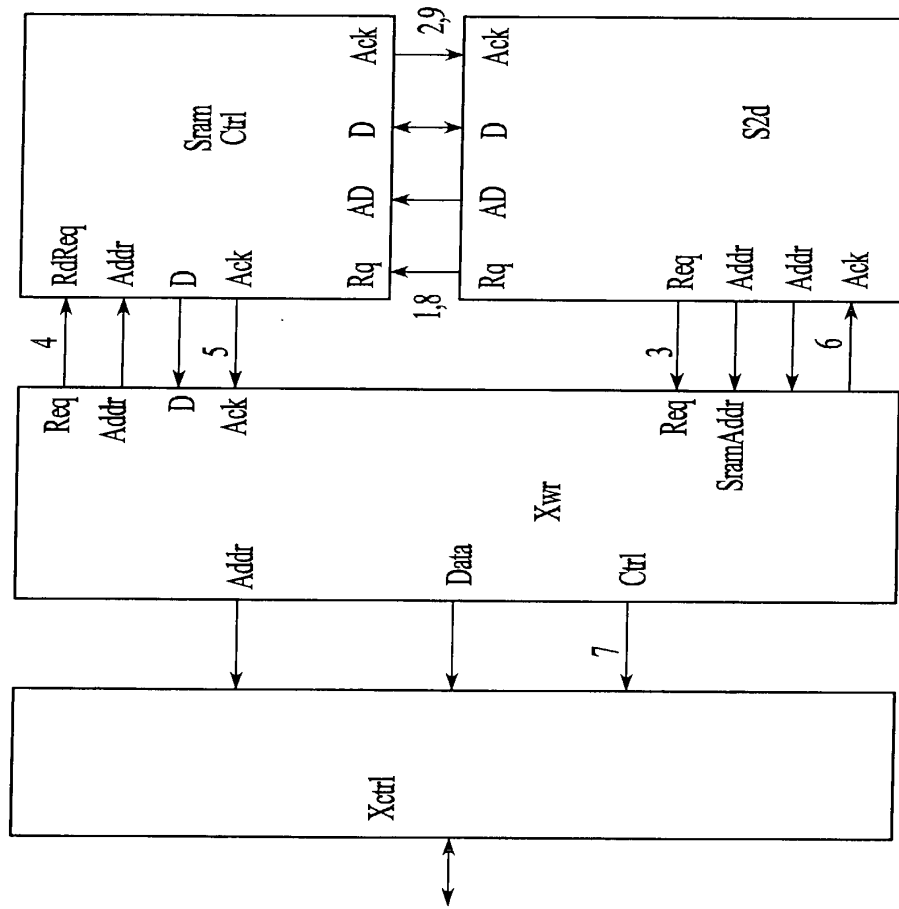 Ack
2,9
Ack
Sram
Ctrl
D
D
S2d
AD
AD
RdReq
Addr
D
Ack
Rq
1,8
Rq
Req
Addr
Addr
Ack
4
5
3
6
Req
Addr
D
Ack
Req
SramAddr
Xwr
Addr
Data
Ctrl
7
Xctrl